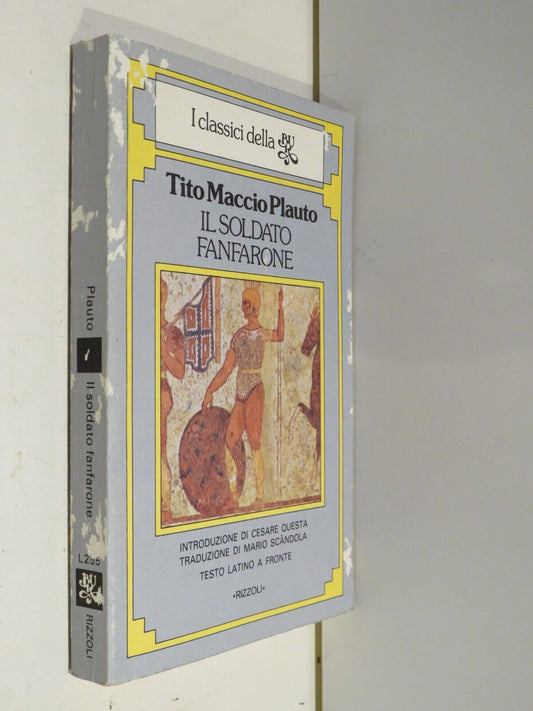 I classici della BUR
Tito Maccio Plauto
IL SOLDATO
FANFARONE
INTRODUZIONE DI CESARE QUESTA
TRADUZIONE DI MARIO SCÀNDOLA
TESTO LATINO A FRONTE
•RIZZOLI•
Plauto
Il soldato fanfarone
BUR
RIZZOLI